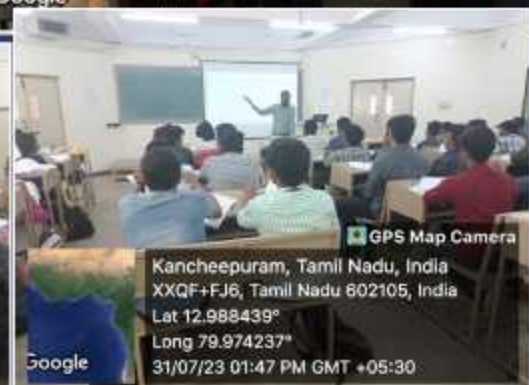 Google
GPS Map Camera
Kancheepuram, Tamil Nadu, India
XXQF+FJ6, Tamil Nadu 602105, India
Lat 12.988439°
Long 79.974237°
31/07/23 01:47 PM GMT +05:30
Google